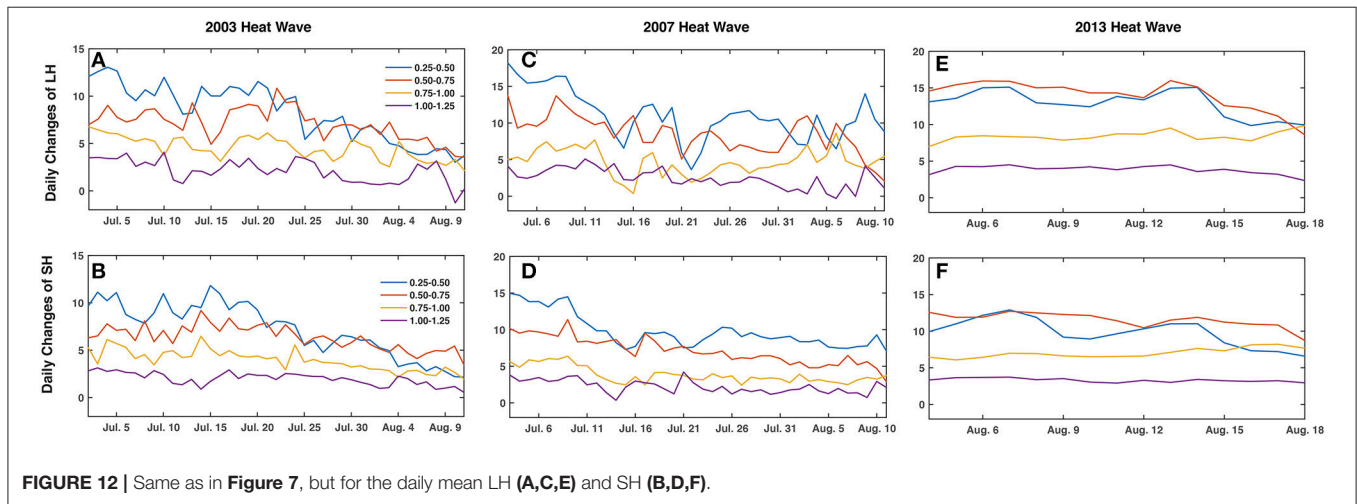 2003 Heat Wave
2007 Heat Wave
2013 Heat Wave
Daily Changes of LH
A
15
10
5
0
0.25-0.50
0.50-0.75
0.75-1.00
1.00-1.25
Jul. 5 Jul. 10 Jul. 15 Jul. 20 Jul. 25 Jul. 30 Aug. 4 Aug. 9
C
20
15
10
5
0
Jul. 6 Jul. 11 Jul. 16 Jul. 21 Jul. 26 Jul. 31 Aug. 5 Aug. 10
E
20
15
10
5
0
Aug. 6 Aug. 9 Aug. 12 Aug. 15 Aug. 18
Daily Changes of SH
B
15
10
5
0
0.25-0.50
0.50-0.75
0.75-1.00
1.00-1.25
Jul. 5 Jul. 10 Jul. 15 Jul. 20 Jul. 25 Jul. 30 Aug. 4 Aug. 9
D
20
15
10
5
0
Jul. 6 Jul. 11 Jul. 16 Jul. 21 Jul. 26 Jul. 31 Aug. 5 Aug. 10
F
20
15
10
5
0
Aug. 6 Aug. 9 Aug. 12 Aug. 15 Aug. 18
FIGURE 12 | Same as in Figure 7, but for the daily mean LH (A,C,E) and SH (B,D,F).